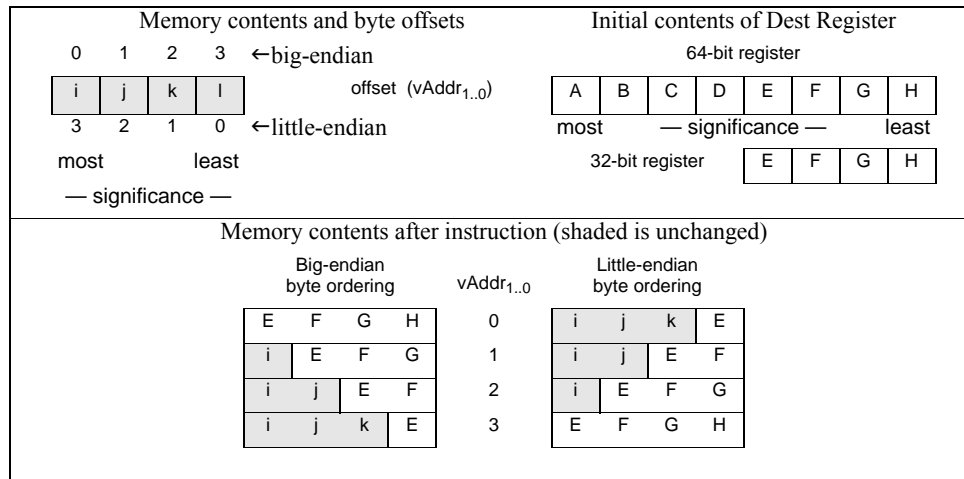 Memory contents and byte offsets
Initial contents of Dest Register
0 1 2 3 ←big-endian
64-bit register
i j k l
offset (vAddr1..0)
A B C D E F G H
3 2 1 0 ←little-endian
most — significance — least
most least
32-bit register E F G H
— significance —
Memory contents after instruction (shaded is unchanged)
Big-endian
byte ordering
vAddr1..0
Little-endian
byte ordering
E F G H 0 i j k E
i E F G 1 i j E F
i j E F 2 i E F G
i j k E 3 E F G H